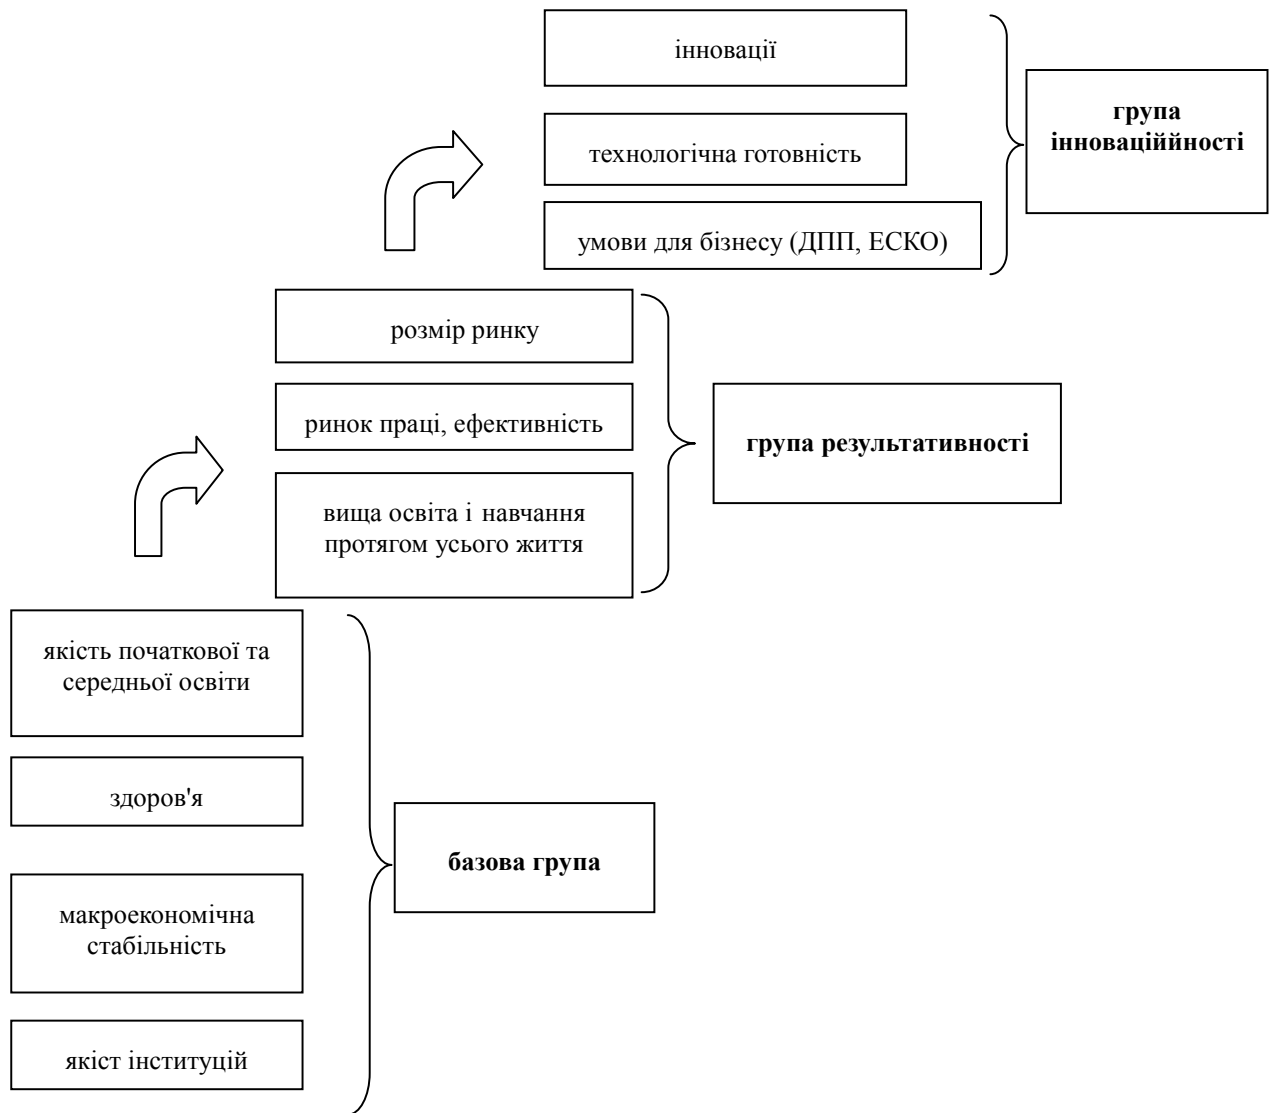 інновації
технологічна готовність
умови для бізнесу (ДПП, ЕСКО)
група
інноваціййності
розмір ринку
ринок праці, ефективність
вища освіта і навчання
протягом усього життя
група результативності
якість початкової та
середньої освіти
здоров'я
макроекономічна
стабільність
якіст інституцій
базова група